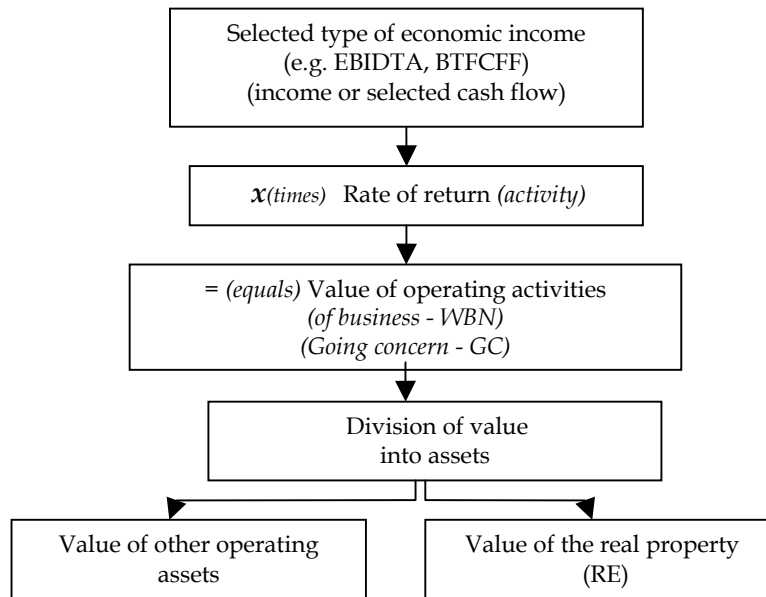 Selected type of economic income
(e.g. EBIDTA, BTFCFF)
(income or selected cash flow)
x(times) Rate of return (activity)
= (equals) Value of operating activities
(of business - WBN)
(Going concern - GC)
Division of value
into assets
Value of other operating
assets
Value of the real property
(RE)